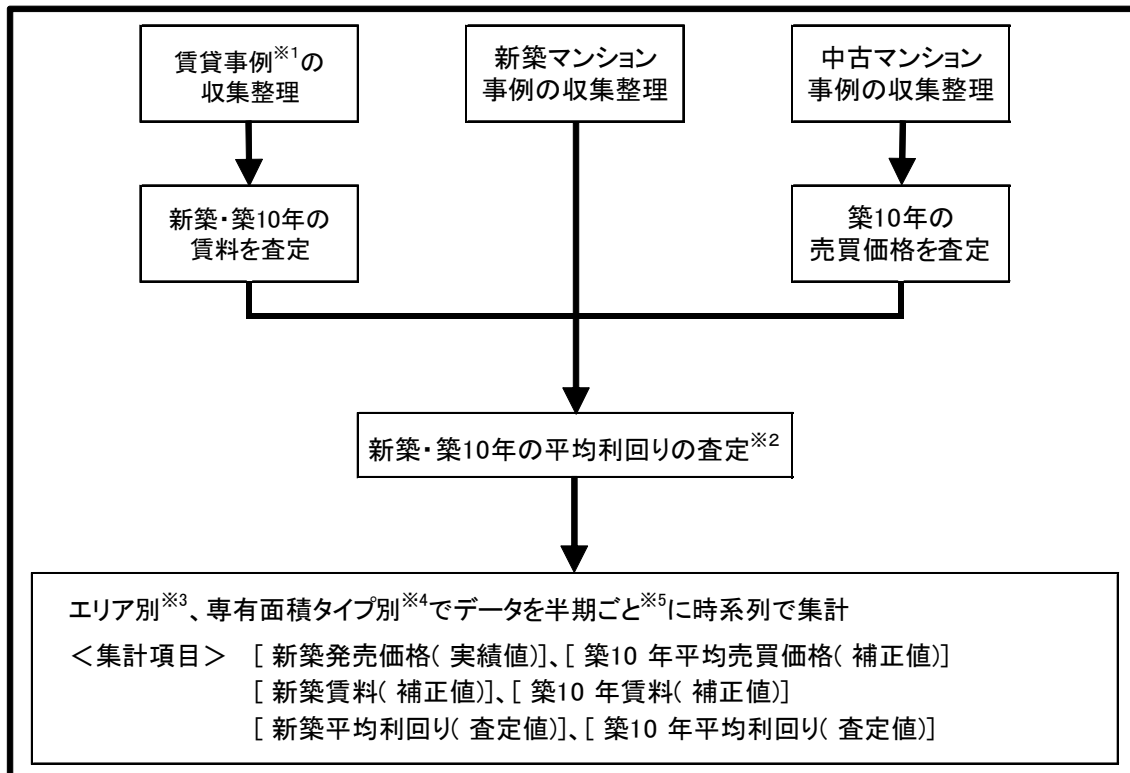 賃貸事例※1の
収集整理
新築マンション
事例の収集整理
中古マンション
事例の収集整理
新築・築10年の
賃料を査定
築10年の
売買価格を査定
新築・築10年の平均利回りの査定※2
エリア別※3、専有面積タイプ別※4でデータを半期ごと※5に時系列で集計
＜集計項目＞ [ 新築発売価格( 実績値)]、[ 築10 年平均売買価格( 補正値)]
[ 新築賃料( 補正値)]、[ 築10 年賃料( 補正値)]
[ 新築平均利回り( 査定値)]、[ 築10 年平均利回り( 査定値)]